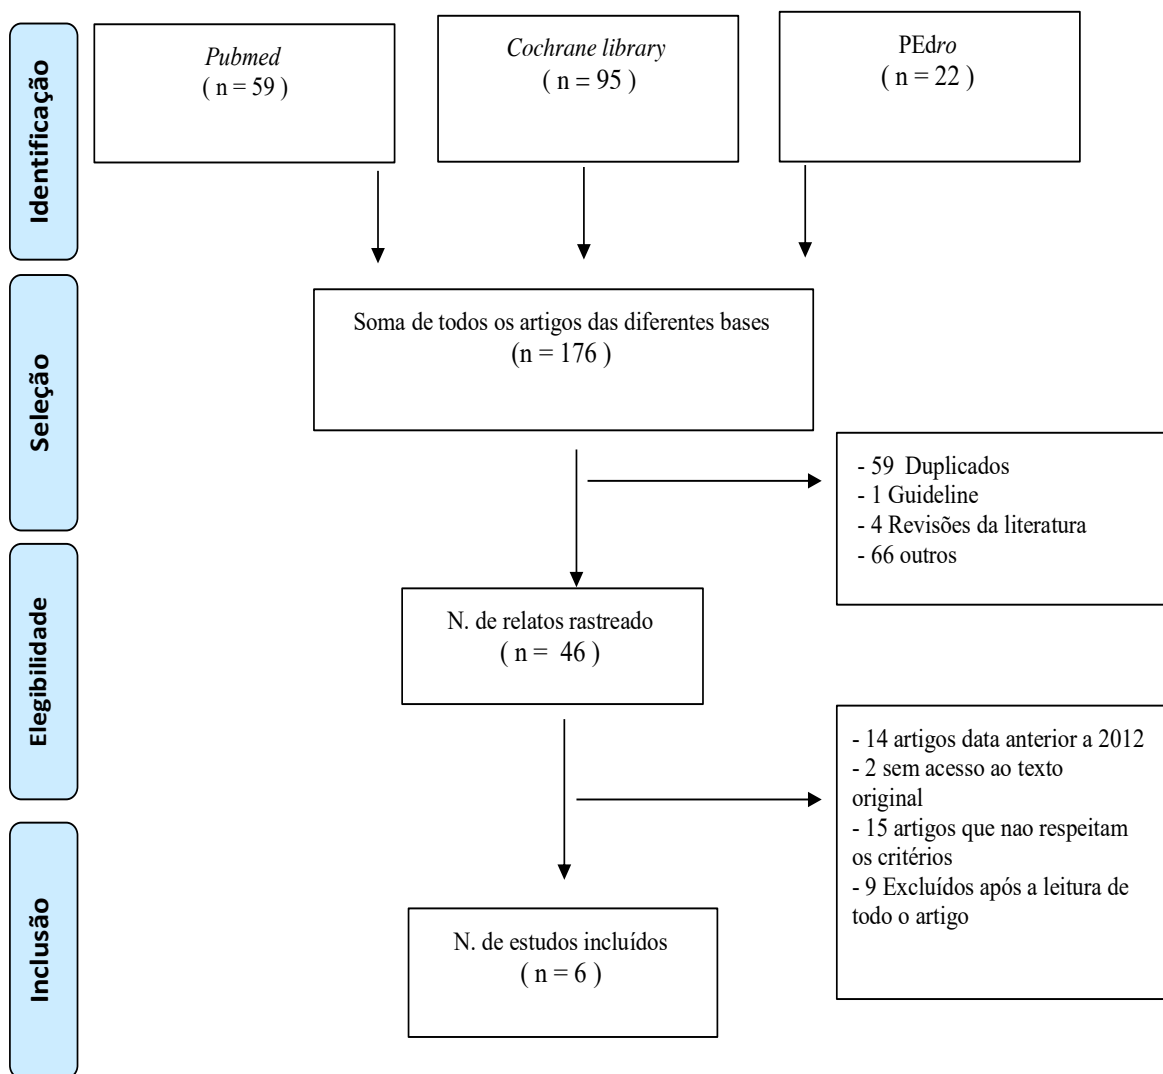 Identificação
Pubmed
( n = 59 )
Cochrane library
( n = 95 )
PEdro
( n = 22 )
Seleção
Soma de todos os artigos das diferentes bases
(n = 176 )
- 59 Duplicados
- 1 Guideline
- 4 Revisões da literatura
- 66 outros
Elegibilidade
N. de relatos rastreado
( n = 46 )
- 14 artigos data anterior a 2012
- 2 sem acesso ao texto
original
- 15 artigos que nao respeitam
os critérios
- 9 Excluídos após a leitura de
todo o artigo
Inclusão
N. de estudos incluídos
( n = 6 )